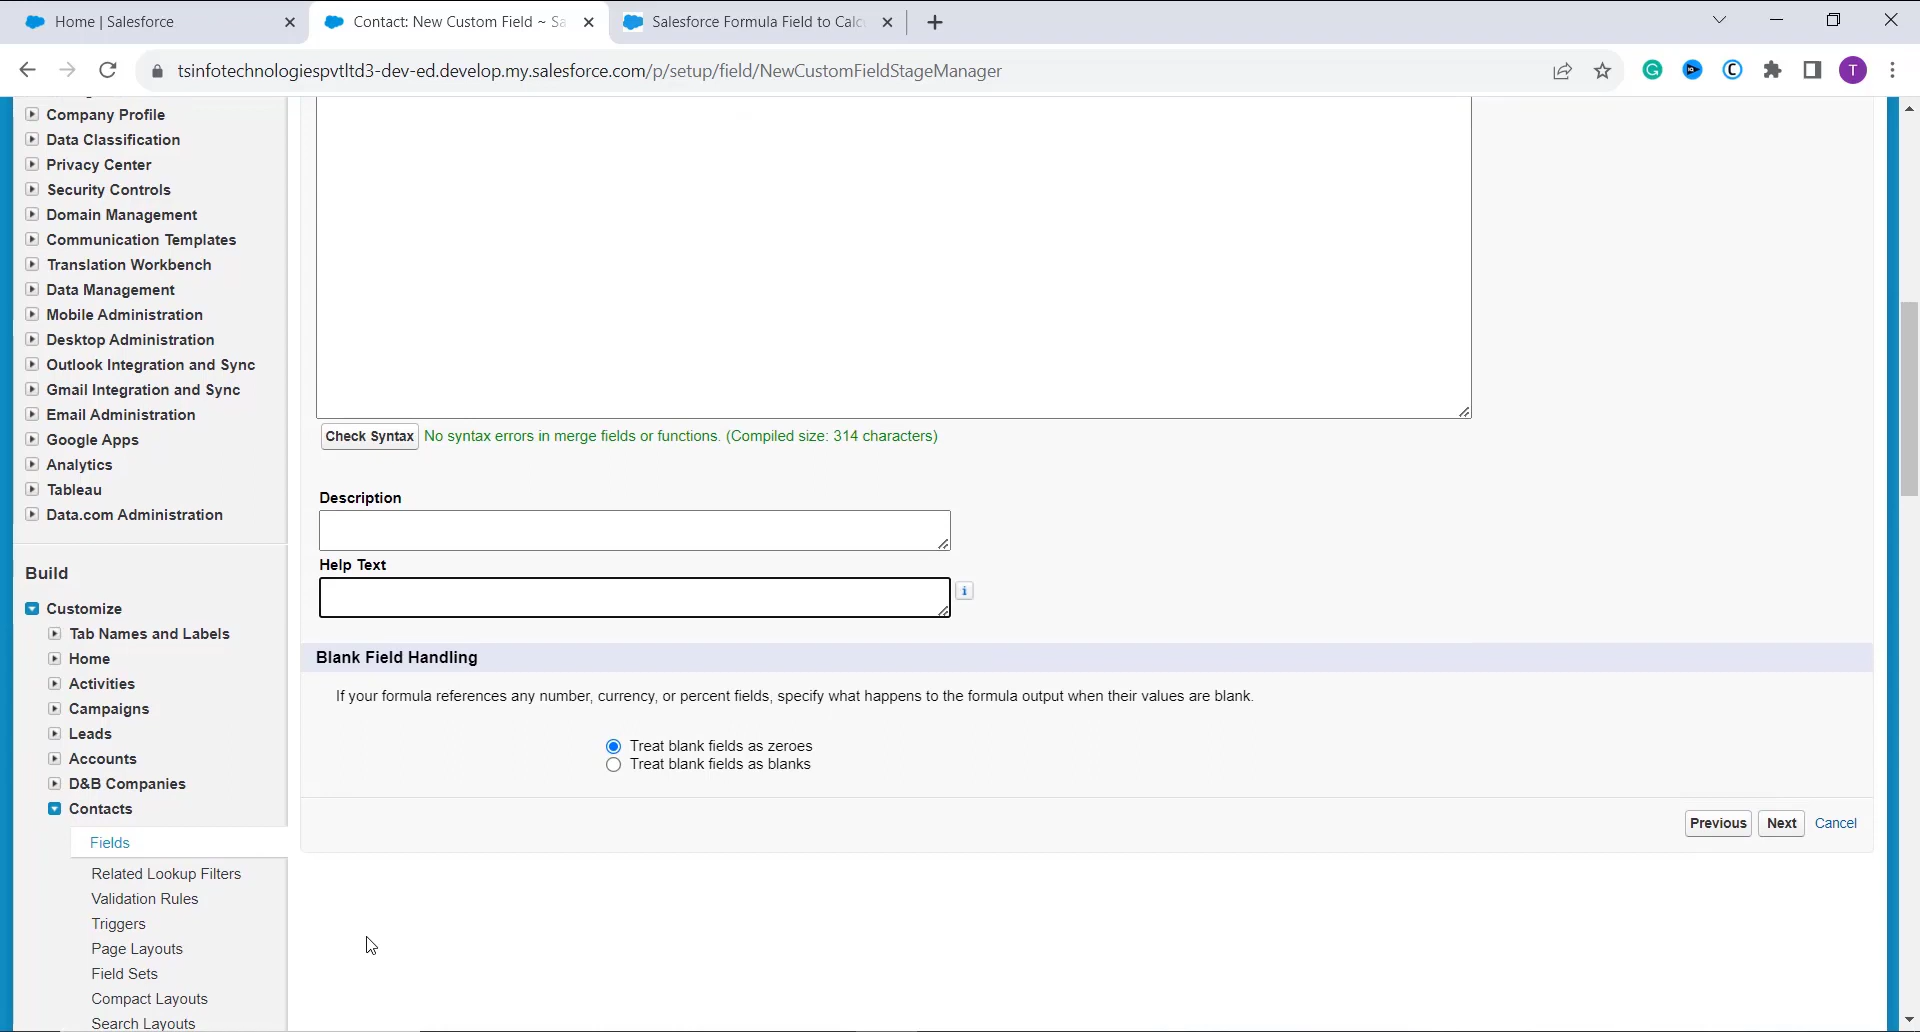 Home | Salesforce
Contact: New Custom Field ~ Sa
Salesforce Formula Field to Calc
tsinfotechnologiespvtltd3-dev-ed.develop.my.salesforce.com/p/setup/field/NewCustomFieldStageManager
T
Company Profile
Data Classification
Privacy Center
Security Controls
Domain Management
Communication Templates
Translation Workbench
Data Management
Mobile Administration
Desktop Administration
Outlook Integration and Sync
Gmail Integration and Sync
Email Administration
Google Apps
Analytics
Tableau
Data.com Administration
Build
Customize
Tab Names and Labels
Home
Activities
Campaigns
Leads
Accounts
D&B Companies
Contacts
Fields
Related Lookup Filters
Validation Rules
Triggers
Page Layouts
Field Sets
Compact Layouts
Search Layouts
Check Syntax No syntax errors in merge fields or functions. (Compiled size: 314 characters)
Description
Help Text
i
Blank Field Handling
If your formula references any number, currency, or percent fields, specify what happens to the formula output when their values are blank.
Treat blank fields as zeroes
Treat blank fields as blanks
Previous Next Cancel